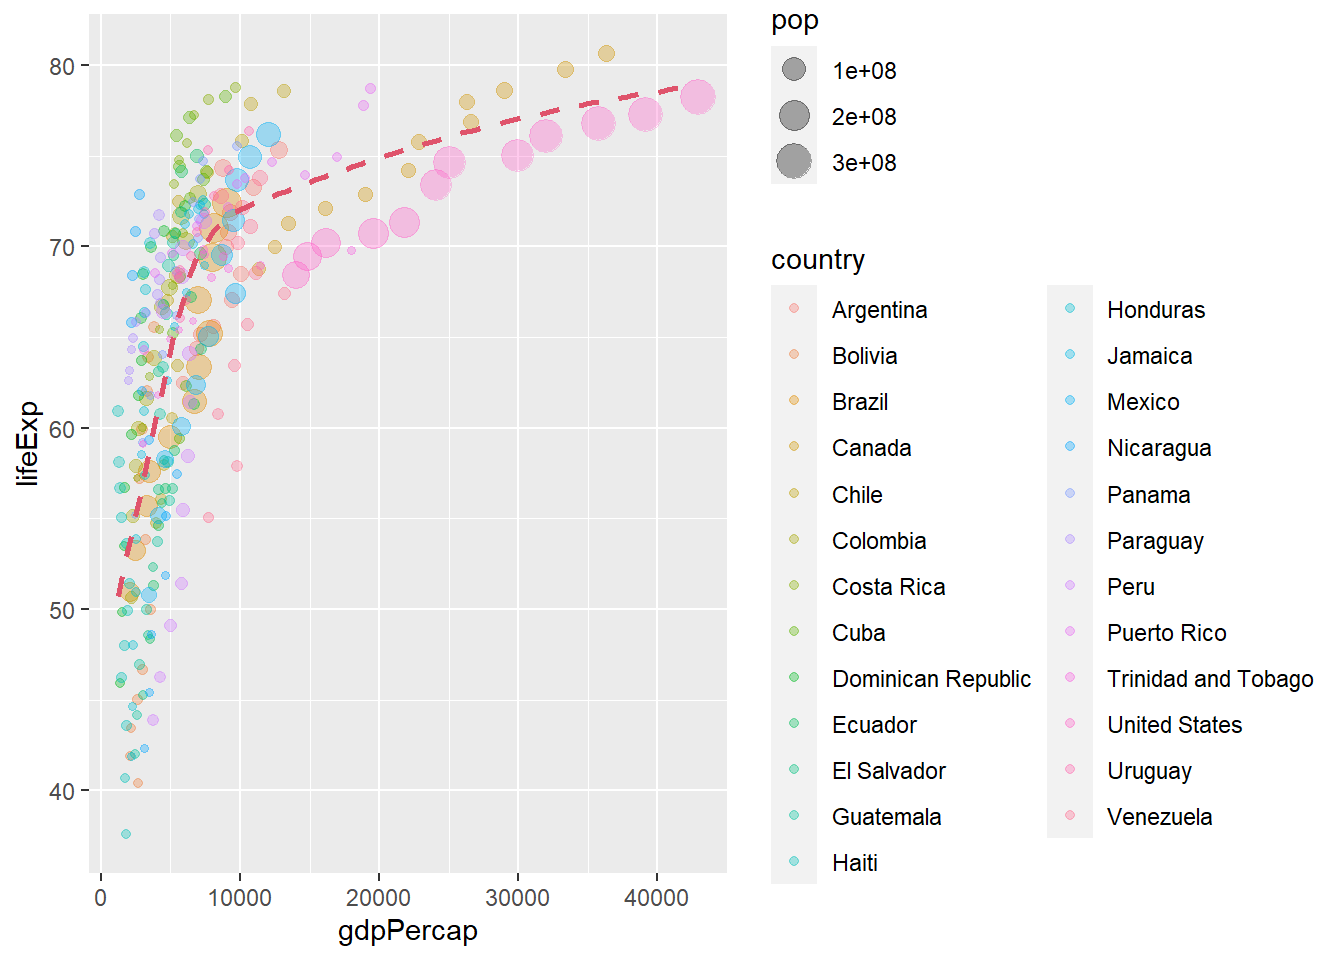 80
70
60
50
40
lifeExp
0
10000
20000
30000
40000
gdpPercap
pop
1e+08
2e+08
3e+08
country
Argentina
Bolivia
Brazil
Canada
Chile
Colombia
Costa Rica
Cuba
Dominican Republic
Ecuador
El Salvador
Guatemala
Haiti
Honduras
Jamaica
Mexico
Nicaragua
Panama
Paraguay
Peru
Puerto Rico
Trinidad and Tobago
United States
Uruguay
Venezuela